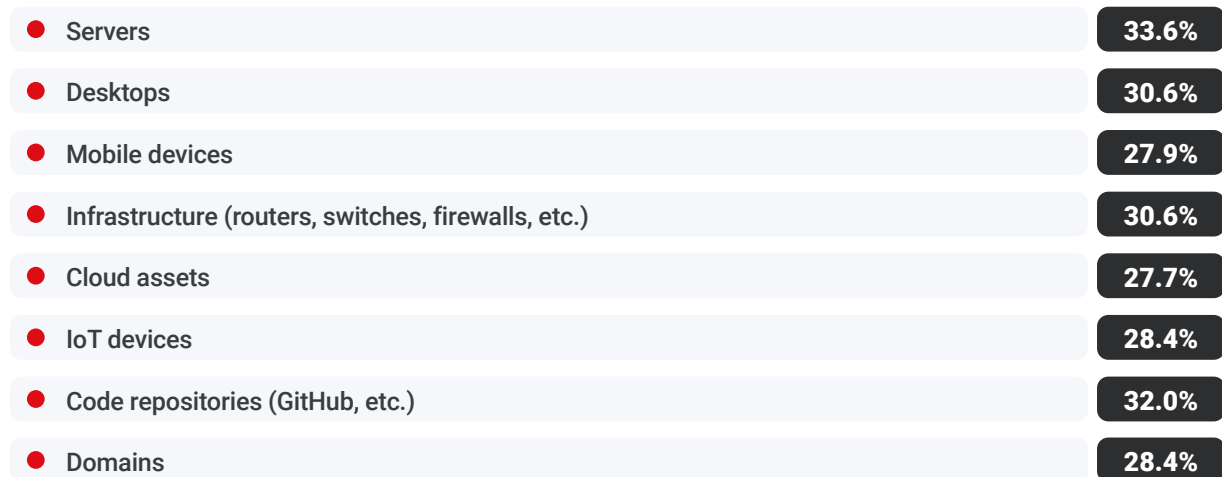 Servers 33.6%
Desktops 30.6%
Mobile devices 27.9%
Infrastructure (routers, switches, firewalls, etc.) 30.6%
Cloud assets 27.7%
IoT devices 28.4%
Code repositories (GitHub, etc.) 32.0%
Domains 28.4%